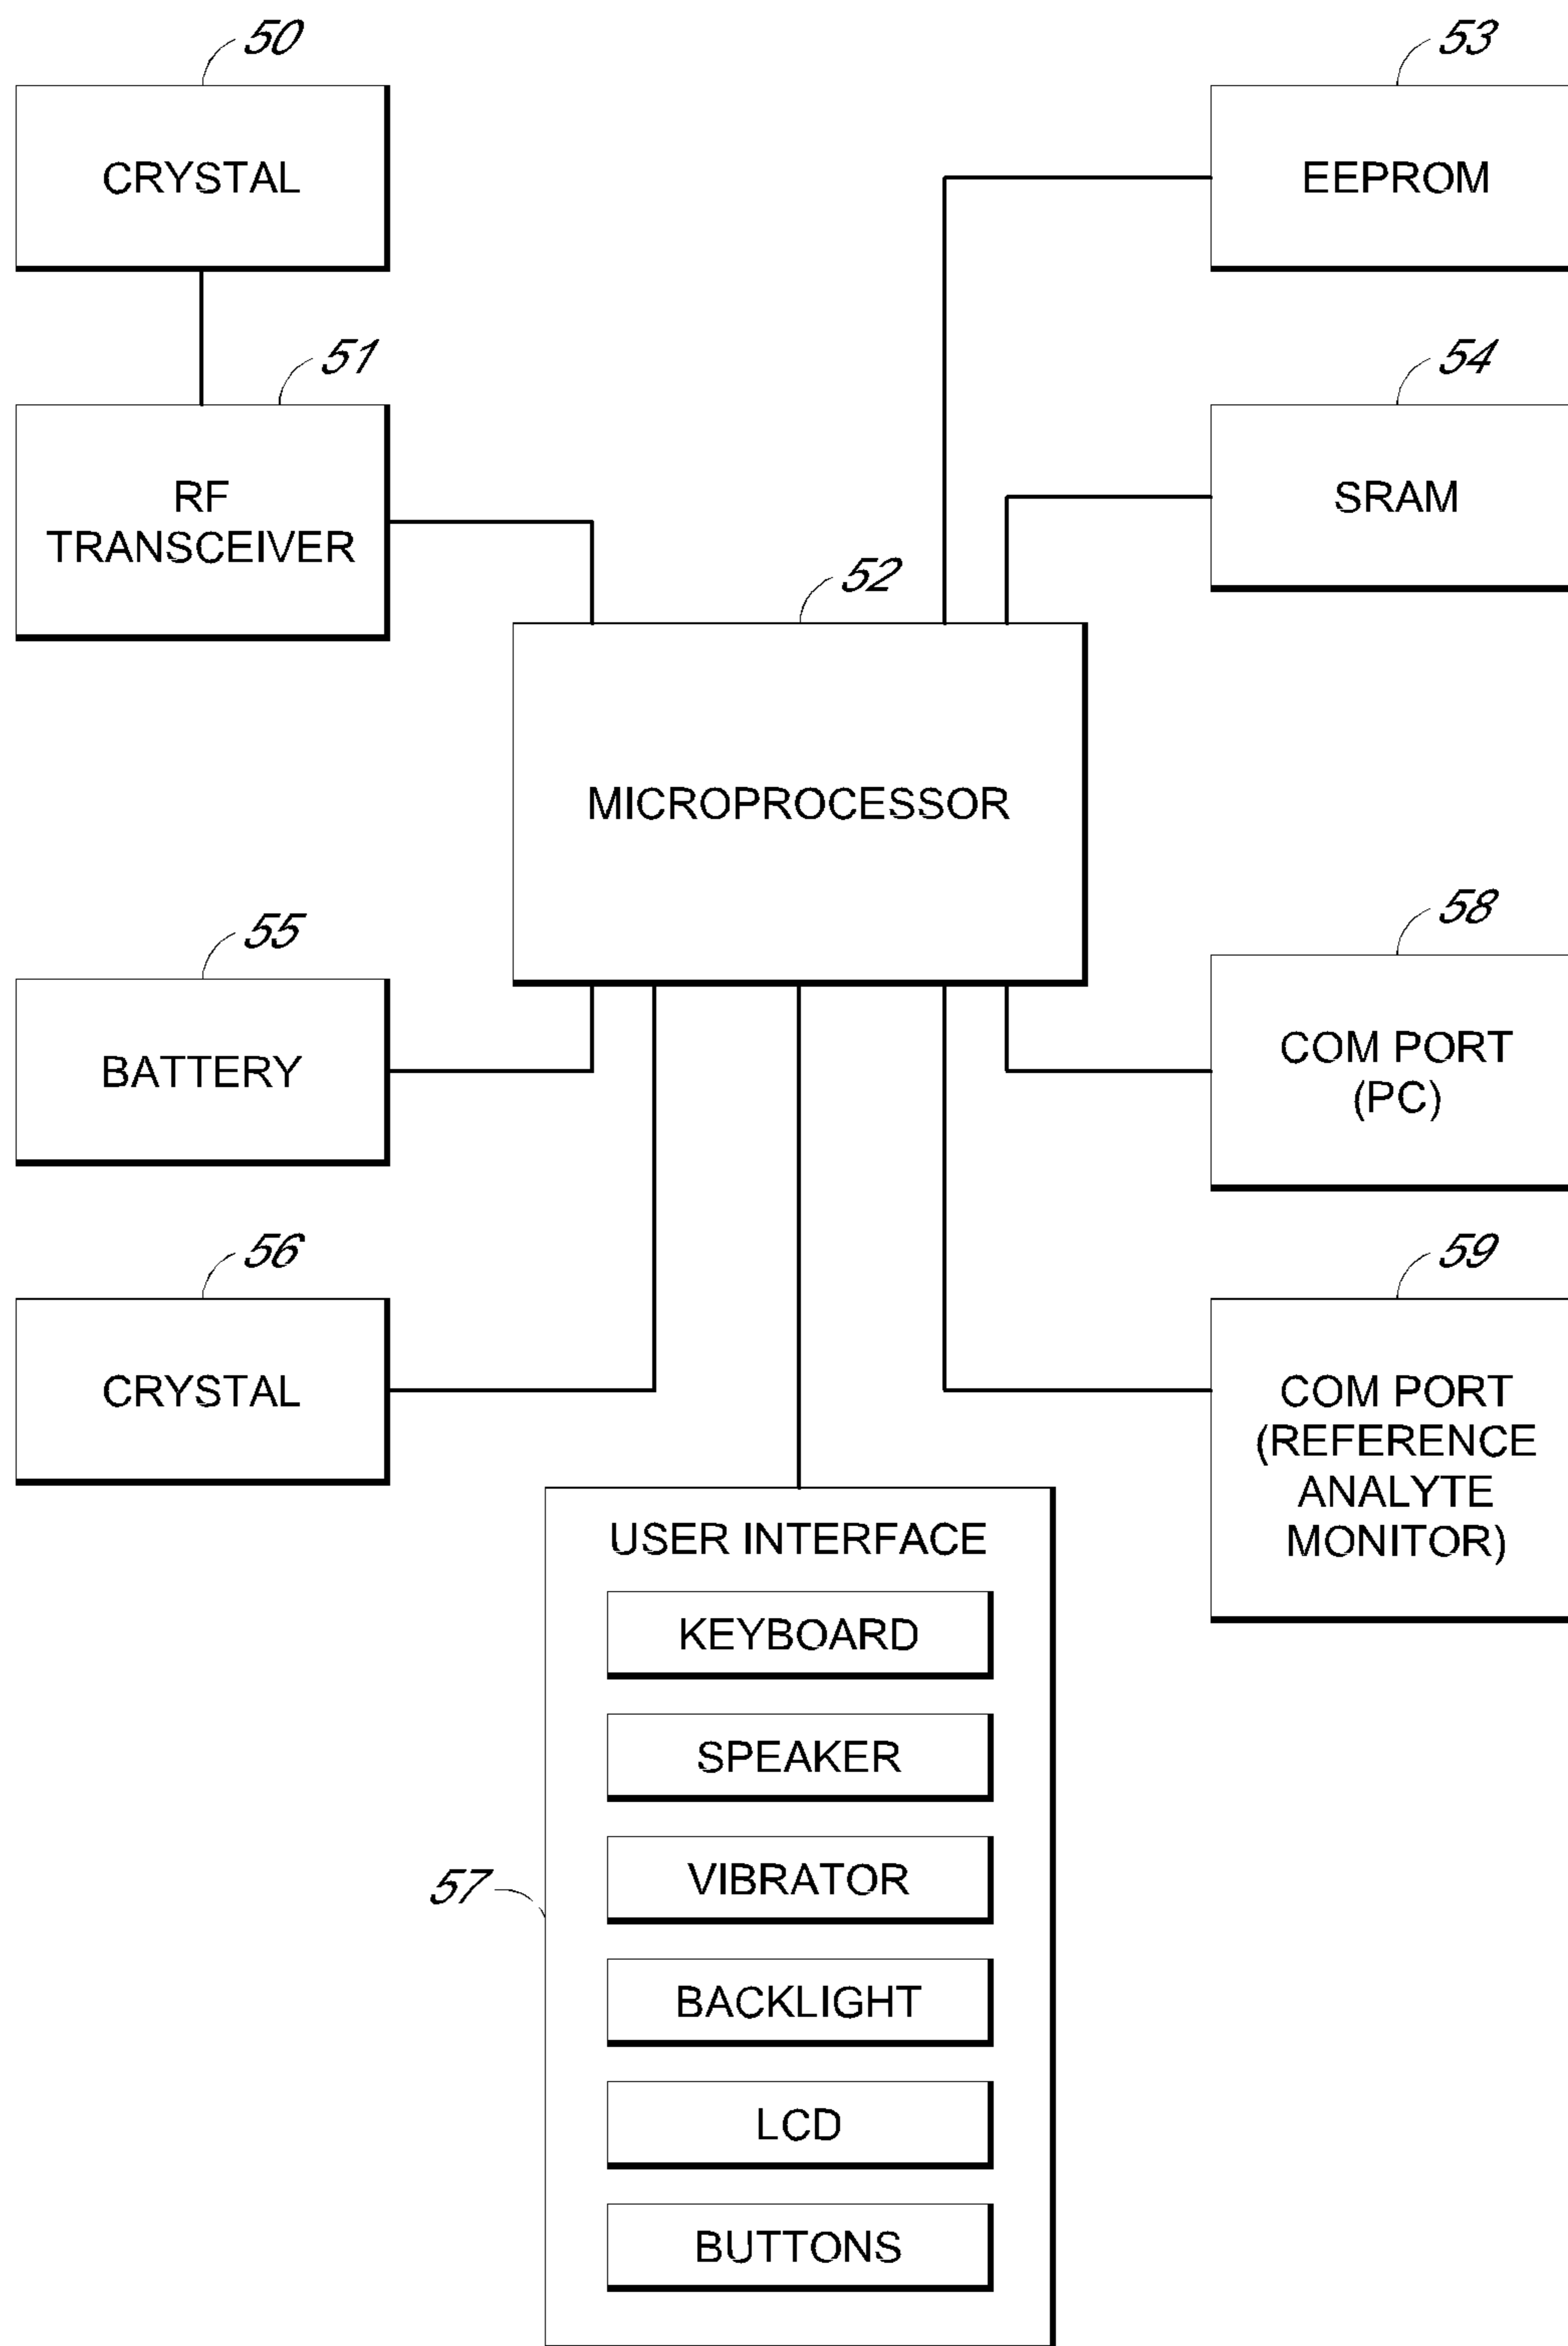 50
CRYSTAL
53
EEPROM
51
RF
TRANSCEIVER
54
SRAM
52
MICROPROCESSOR
55
BATTERY
58
COM PORT
(PC)
56
CRYSTAL
59
COM PORT
(REFERENCE
ANALYTE
MONITOR)
57
USER INTERFACE
KEYBOARD
SPEAKER
VIBRATOR
BACKLIGHT
LCD
BUTTONS